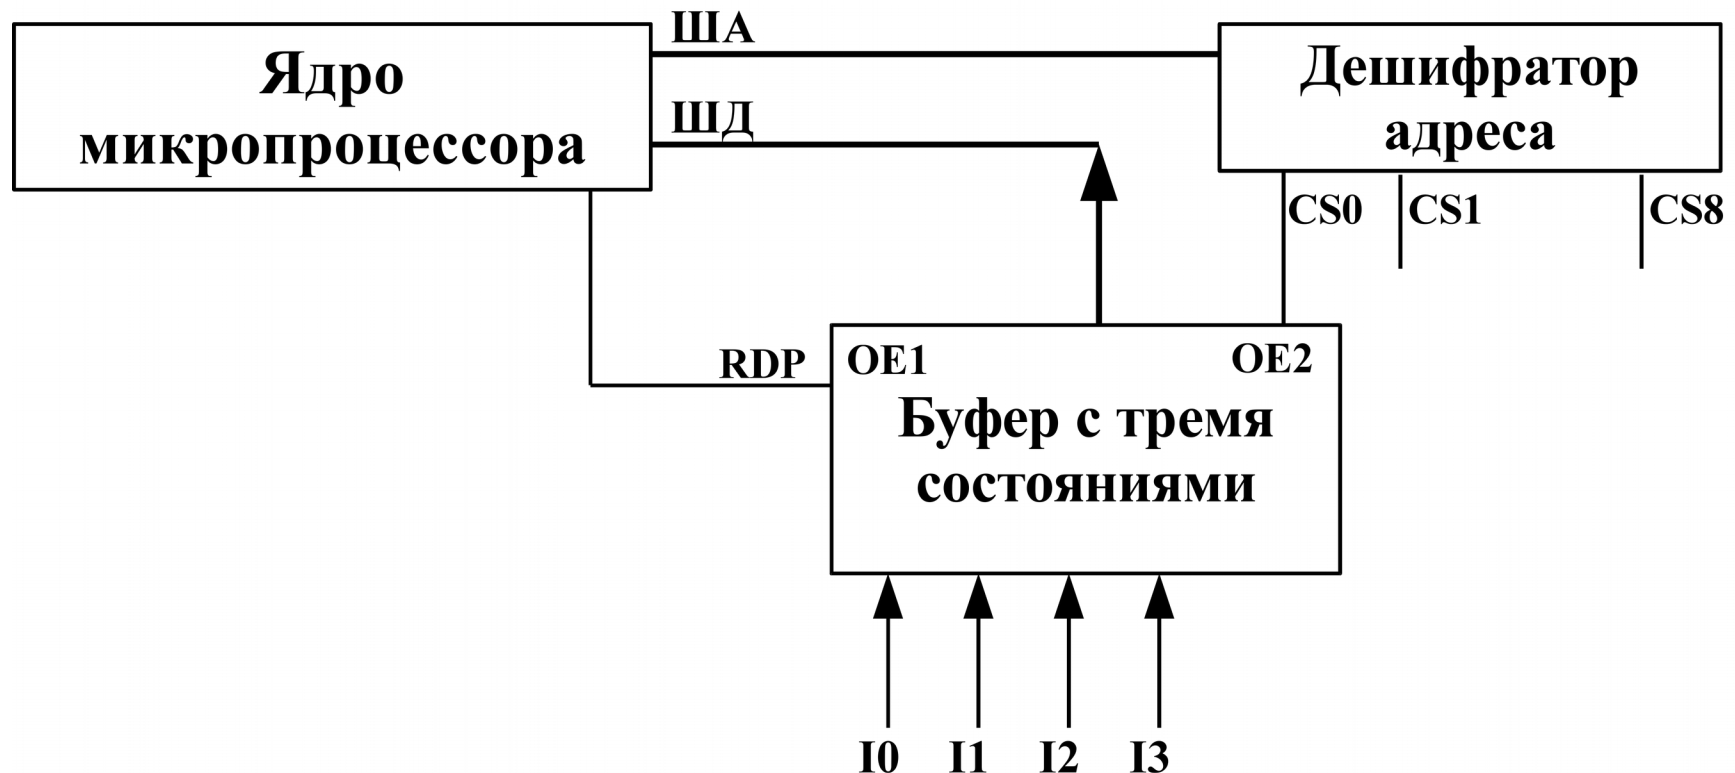 ША
Ядро
микропроцессора
ШД
Дешифратор
адреса
CS0
CS1
CS8
RDP
OE1
OE2
Буфер с тремя
состояниями
I0
I1
I2
I3